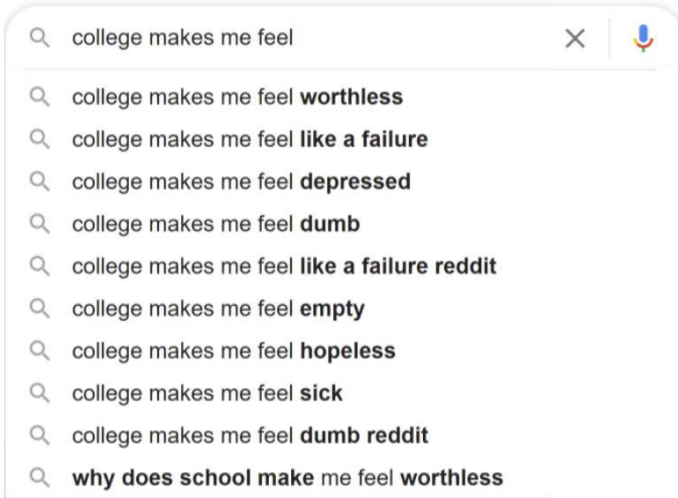 college makes me feel
college makes me feel worthless
college makes me feel like a failure
college makes me feel depressed
college makes me feel dumb
college makes me feel like a failure reddit
college makes me feel empty
college makes me feel hopeless
college makes me feel sick
college makes me feel dumb reddit
why does school make me feel worthless